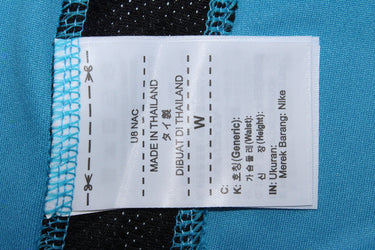 U8 NAC
MADE IN THAILAND
タイ製
DIBUAT DI THAILAND
W
C:
K: 호칭(Generic):
가슴둘레(Waist):
신 장(Height):
IN: Ukuran:
Merek Barang: Nike